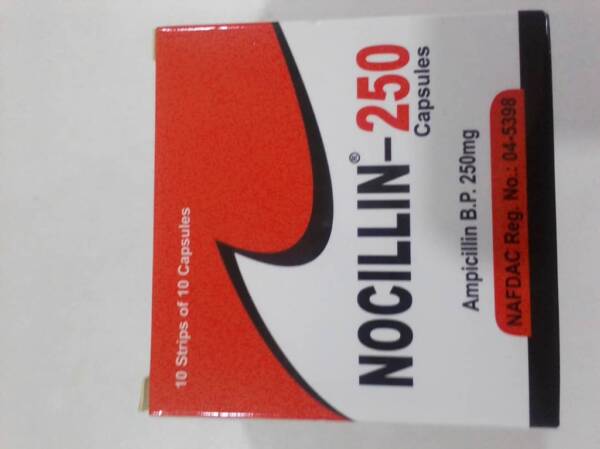 10 Strips of 10 Capsules
NOCILLIN®-250
Capsules
Ampicillin B.P. 250mg
NAFDAC Reg. No.: 04-5398